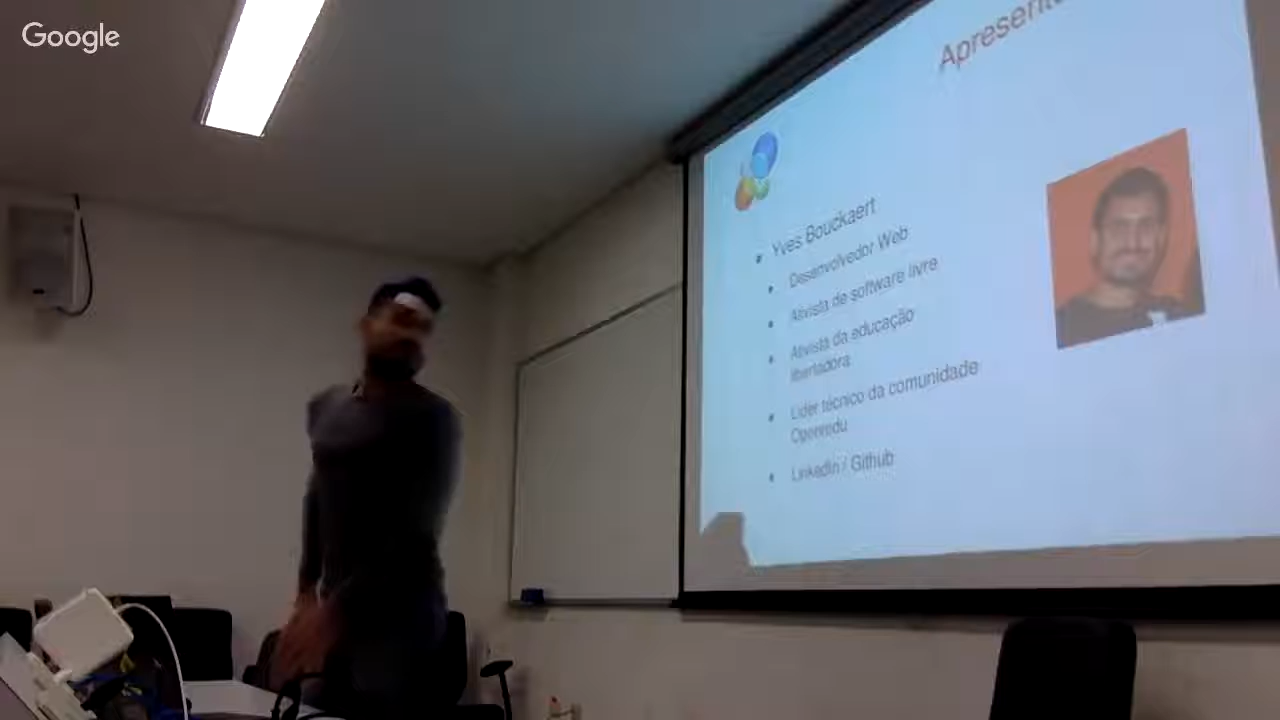 Google
Yves Bouckaert
Desenvolvedor Web
Ativista de software livre
Ativista da educação
libertadora
Líder técnico da comunidade
Openredu
LinkedIn / Github